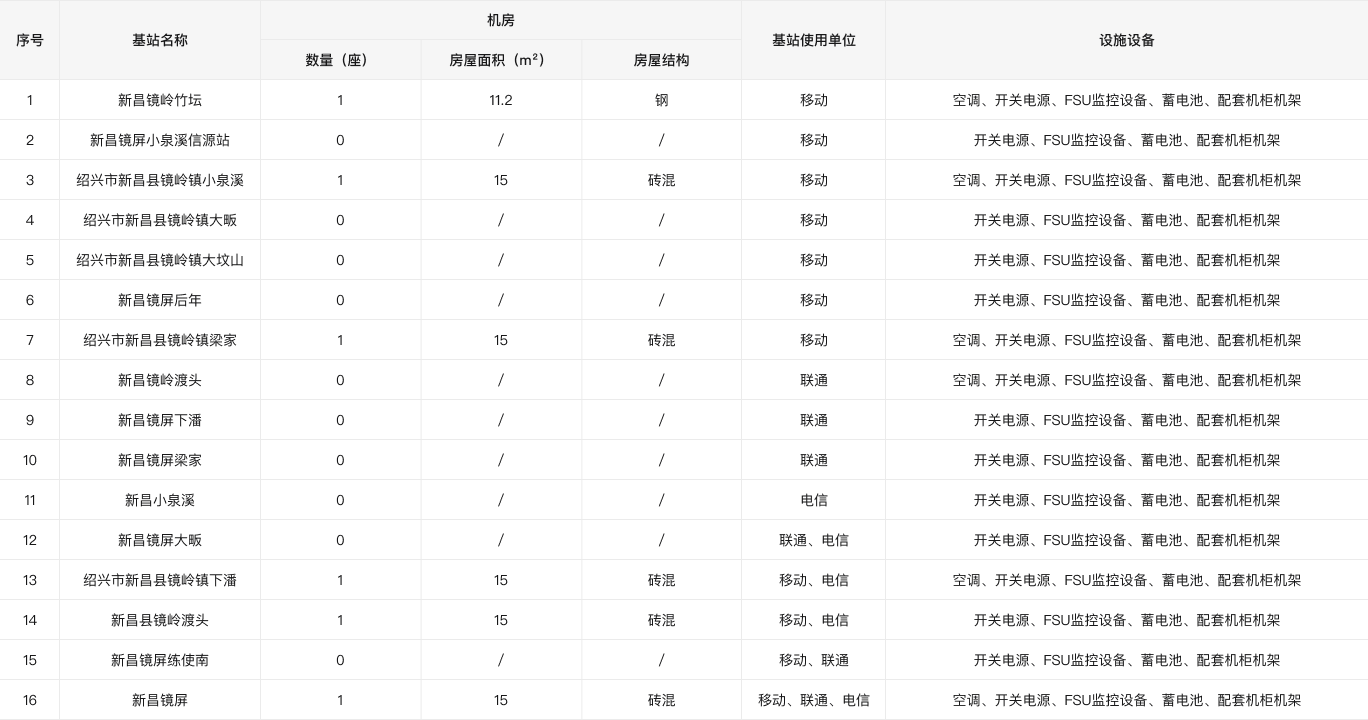 序号 基站名称 机房 基站使用单位 设施设备
数量（座） 房屋面积（m²） 房屋结构
1 新昌镜岭竹坛 1 11.2 钢 移动 空调、开关电源、FSU监控设备、蓄电池、配套机柜机架
2 新昌镜屏小泉溪信源站 0 / / 移动 开关电源、FSU监控设备、蓄电池、配套机柜机架
3 绍兴市新昌县镜岭镇小泉溪 1 15 砖混 移动 空调、开关电源、FSU监控设备、蓄电池、配套机柜机架
4 绍兴市新昌县镜岭镇大畈 0 / / 移动 开关电源、FSU监控设备、蓄电池、配套机柜机架
5 绍兴市新昌县镜岭镇大坟山 0 / / 移动 开关电源、FSU监控设备、蓄电池、配套机柜机架
6 新昌镜屏后年 0 / / 移动 开关电源、FSU监控设备、蓄电池、配套机柜机架
7 绍兴市新昌县镜岭镇梁家 1 15 砖混 移动 空调、开关电源、FSU监控设备、蓄电池、配套机柜机架
8 新昌镜岭渡头 0 / / 联通 空调、开关电源、FSU监控设备、蓄电池、配套机柜机架
9 新昌镜屏下潘 0 / / 联通 开关电源、FSU监控设备、蓄电池、配套机柜机架
10 新昌镜屏梁家 0 / / 联通 开关电源、FSU监控设备、蓄电池、配套机柜机架
11 新昌小泉溪 0 / / 电信 开关电源、FSU监控设备、蓄电池、配套机柜机架
12 新昌镜屏大畈 0 / / 联通、电信 开关电源、FSU监控设备、蓄电池、配套机柜机架
13 绍兴市新昌县镜岭镇下潘 1 15 砖混 移动、电信 空调、开关电源、FSU监控设备、蓄电池、配套机柜机架
14 新昌县镜岭渡头 1 15 砖混 移动、电信 开关电源、FSU监控设备、蓄电池、配套机柜机架
15 新昌镜屏练使南 0 / / 移动、联通 开关电源、FSU监控设备、蓄电池、配套机柜机架
16 新昌镜屏 1 15 砖混 移动、联通、电信 空调、开关电源、FSU监控设备、蓄电池、配套机柜机架